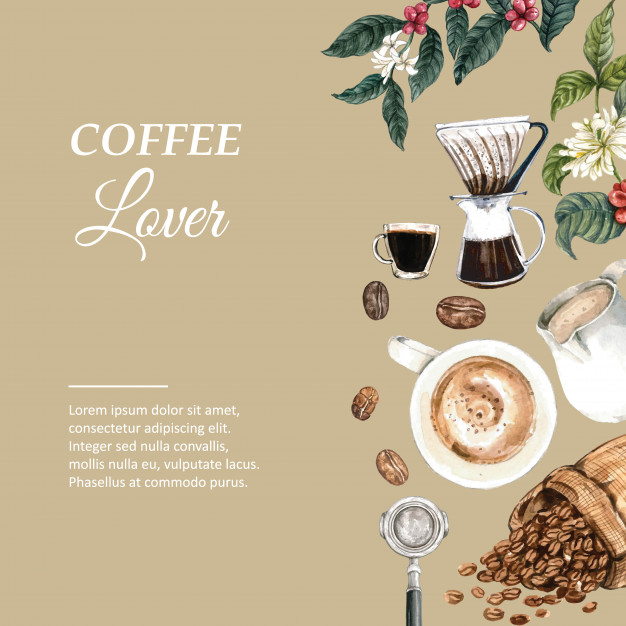 COFFEE
Lover
Lorem ipsum dolor sit amet,
consectetur adipiscing elit.
Integer sed nulla convallis,
mollis nulla eu, vulputate lacus.
Phasellus at commodo purus.